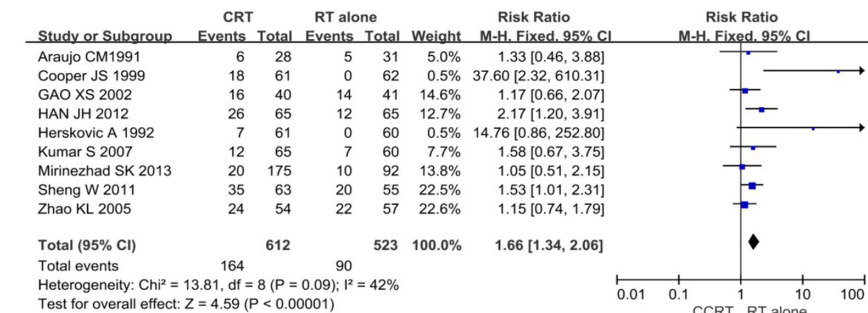 CRT RT alone Risk Ratio Risk Ratio
Study or Subgroup Events Total Events Total Weight M-H. Fixed. 95% CI M-H. Fixed. 95% CI
Araujo CM1991 6 28 5 31 5.0% 1.33 [0.46, 3.88]
Cooper JS 1999 18 61 0 62 0.5% 37.60 [2.32, 610.31]
GAO XS 2002 16 40 14 41 14.6% 1.17 [0.66, 2.07]
HAN JH 2012 26 65 12 65 12.7% 2.17 [1.20, 3.91]
Herskovic A 1992 7 61 0 60 0.5% 14.76 [0.86, 252.80]
Kumar S 2007 12 65 7 60 7.7% 1.58 [0.67, 3.75]
Mirinezhad SK 2013 20 175 10 92 13.8% 1.05 [0.51, 2.15]
Sheng W 2011 35 63 20 55 22.5% 1.53 [1.01, 2.31]
Zhao KL 2005 24 54 22 57 22.6% 1.15 [0.74, 1.79]
Total (95% CI) 612 523 100.0% 1.66 [1.34, 2.06]
Total events 164 90
Heterogeneity: Chi² = 13.81, df = 8 (P = 0.09); I² = 42%
Test for overall effect: Z = 4.59 (P < 0.00001)
0.01 0.1 1 10 100
CCRT RT alone